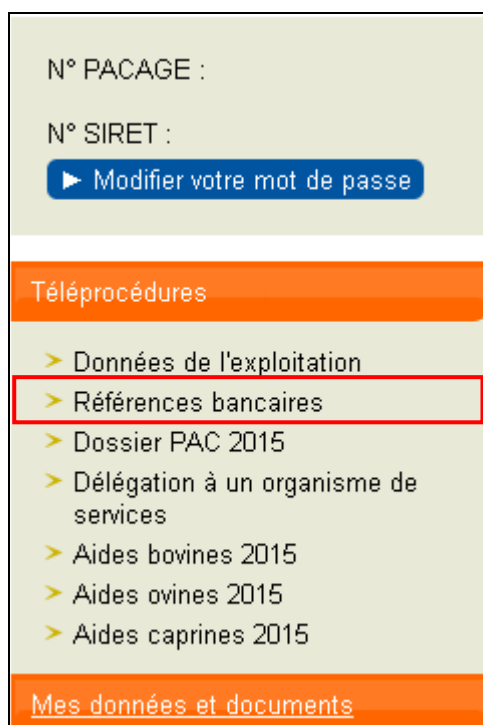 N° PACAGE :
N° SIRET :
► Modifier votre mot de passe
Téléprocédures
> Données de l'exploitation
> Références bancaires
> Dossier PAC 2015
> Délégation à un organisme de
services
> Aides bovines 2015
> Aides ovines 2015
> Aides caprines 2015
Mes données et documents